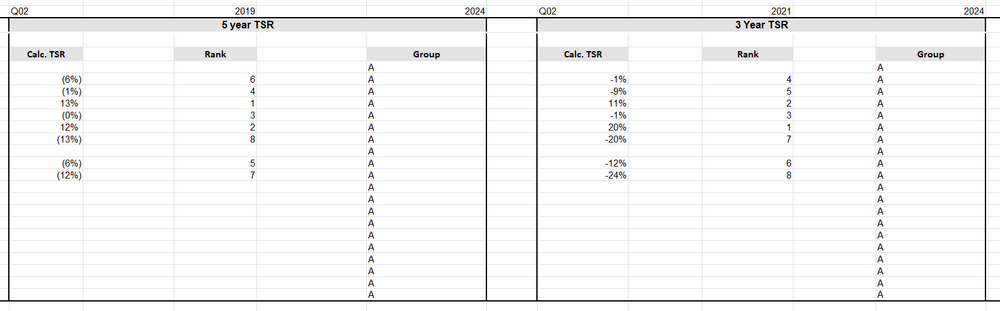 Q02 2019 2024 Q02 2021 2024
5 year TSR 3 Year TSR
Calc. TSR Rank Group Calc. TSR Rank Group
A A
(6%) 6 A -1% 4 A
(1%) 4 A -9% 5 A
13% 1 A 11% 2 A
(0%) 3 A -1% 3 A
12% 2 A 20% 1 A
(13%) 8 A -20% 7 A
A A
(6%) 5 A -12% 6 A
(12%) 7 A -24% 8 A
A A
A A
A A
A A
A A
A A
A A
A A
A A
A A